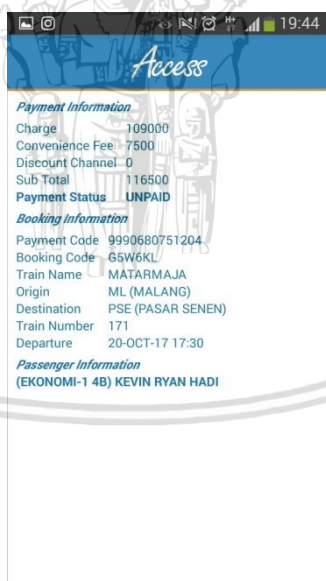 19:44
Access
Payment Information
Charge 109000
Convenience Fee 7500
Discount Channel 0
Sub Total 116500
Payment Status UNPAID
Booking Information
Payment Code 9990680751204
Booking Code G5W6KL
Train Name MATARMAJA
Origin ML (MALANG)
Destination PSE (PASAR SENEN)
Train Number 171
Departure 20-OCT-17 17:30
Passenger Information
(EKONOMI-1 4B) KEVIN RYAN HADI